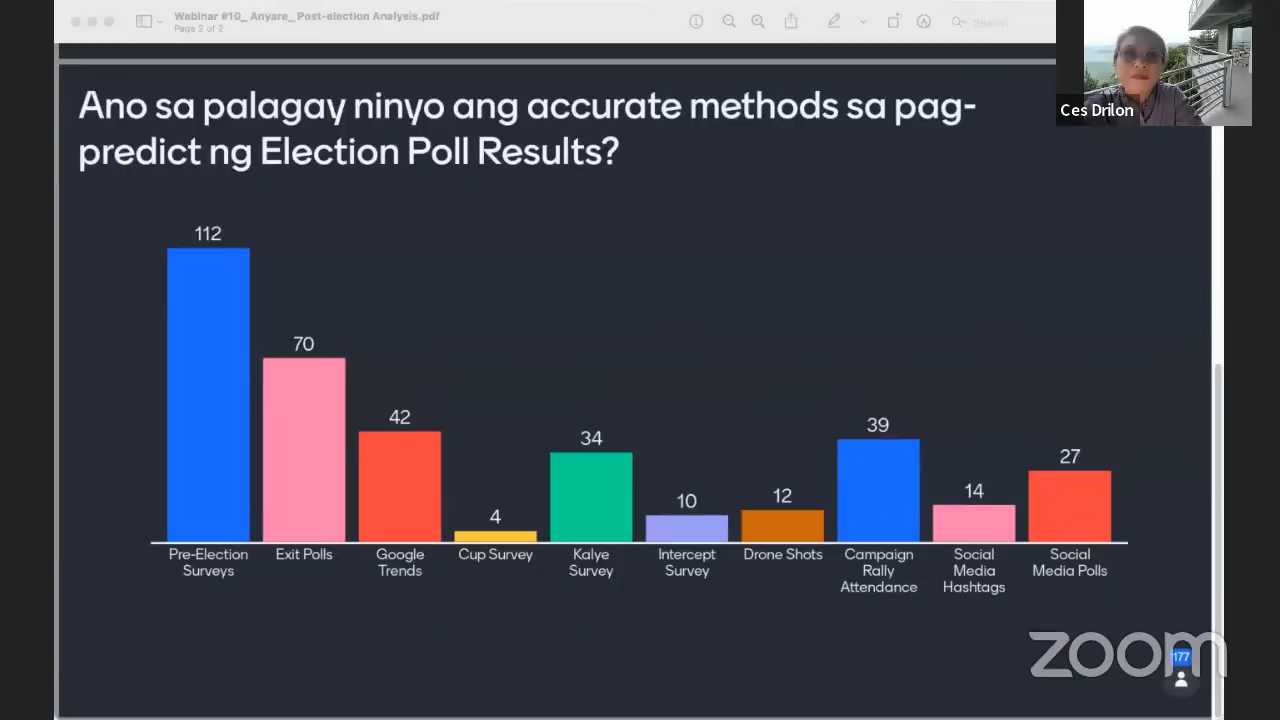 Webinar #10_ Anyare_ Post-election Analysis.pdf
Page 2 of 2
Search
Ces Drilon
Ano sa palagay ninyo ang accurate methods sa pag-
predict ng Election Poll Results?
112
70
42
4
34
10
12
39
14
27
Pre-Election
Surveys
Exit Polls
Google
Trends
Cup Survey
Kalye
Survey
Intercept
Survey
Drone Shots
Campaign
Rally
Attendance
Social
Media
Hashtags
Social
Media Polls
zoom
177